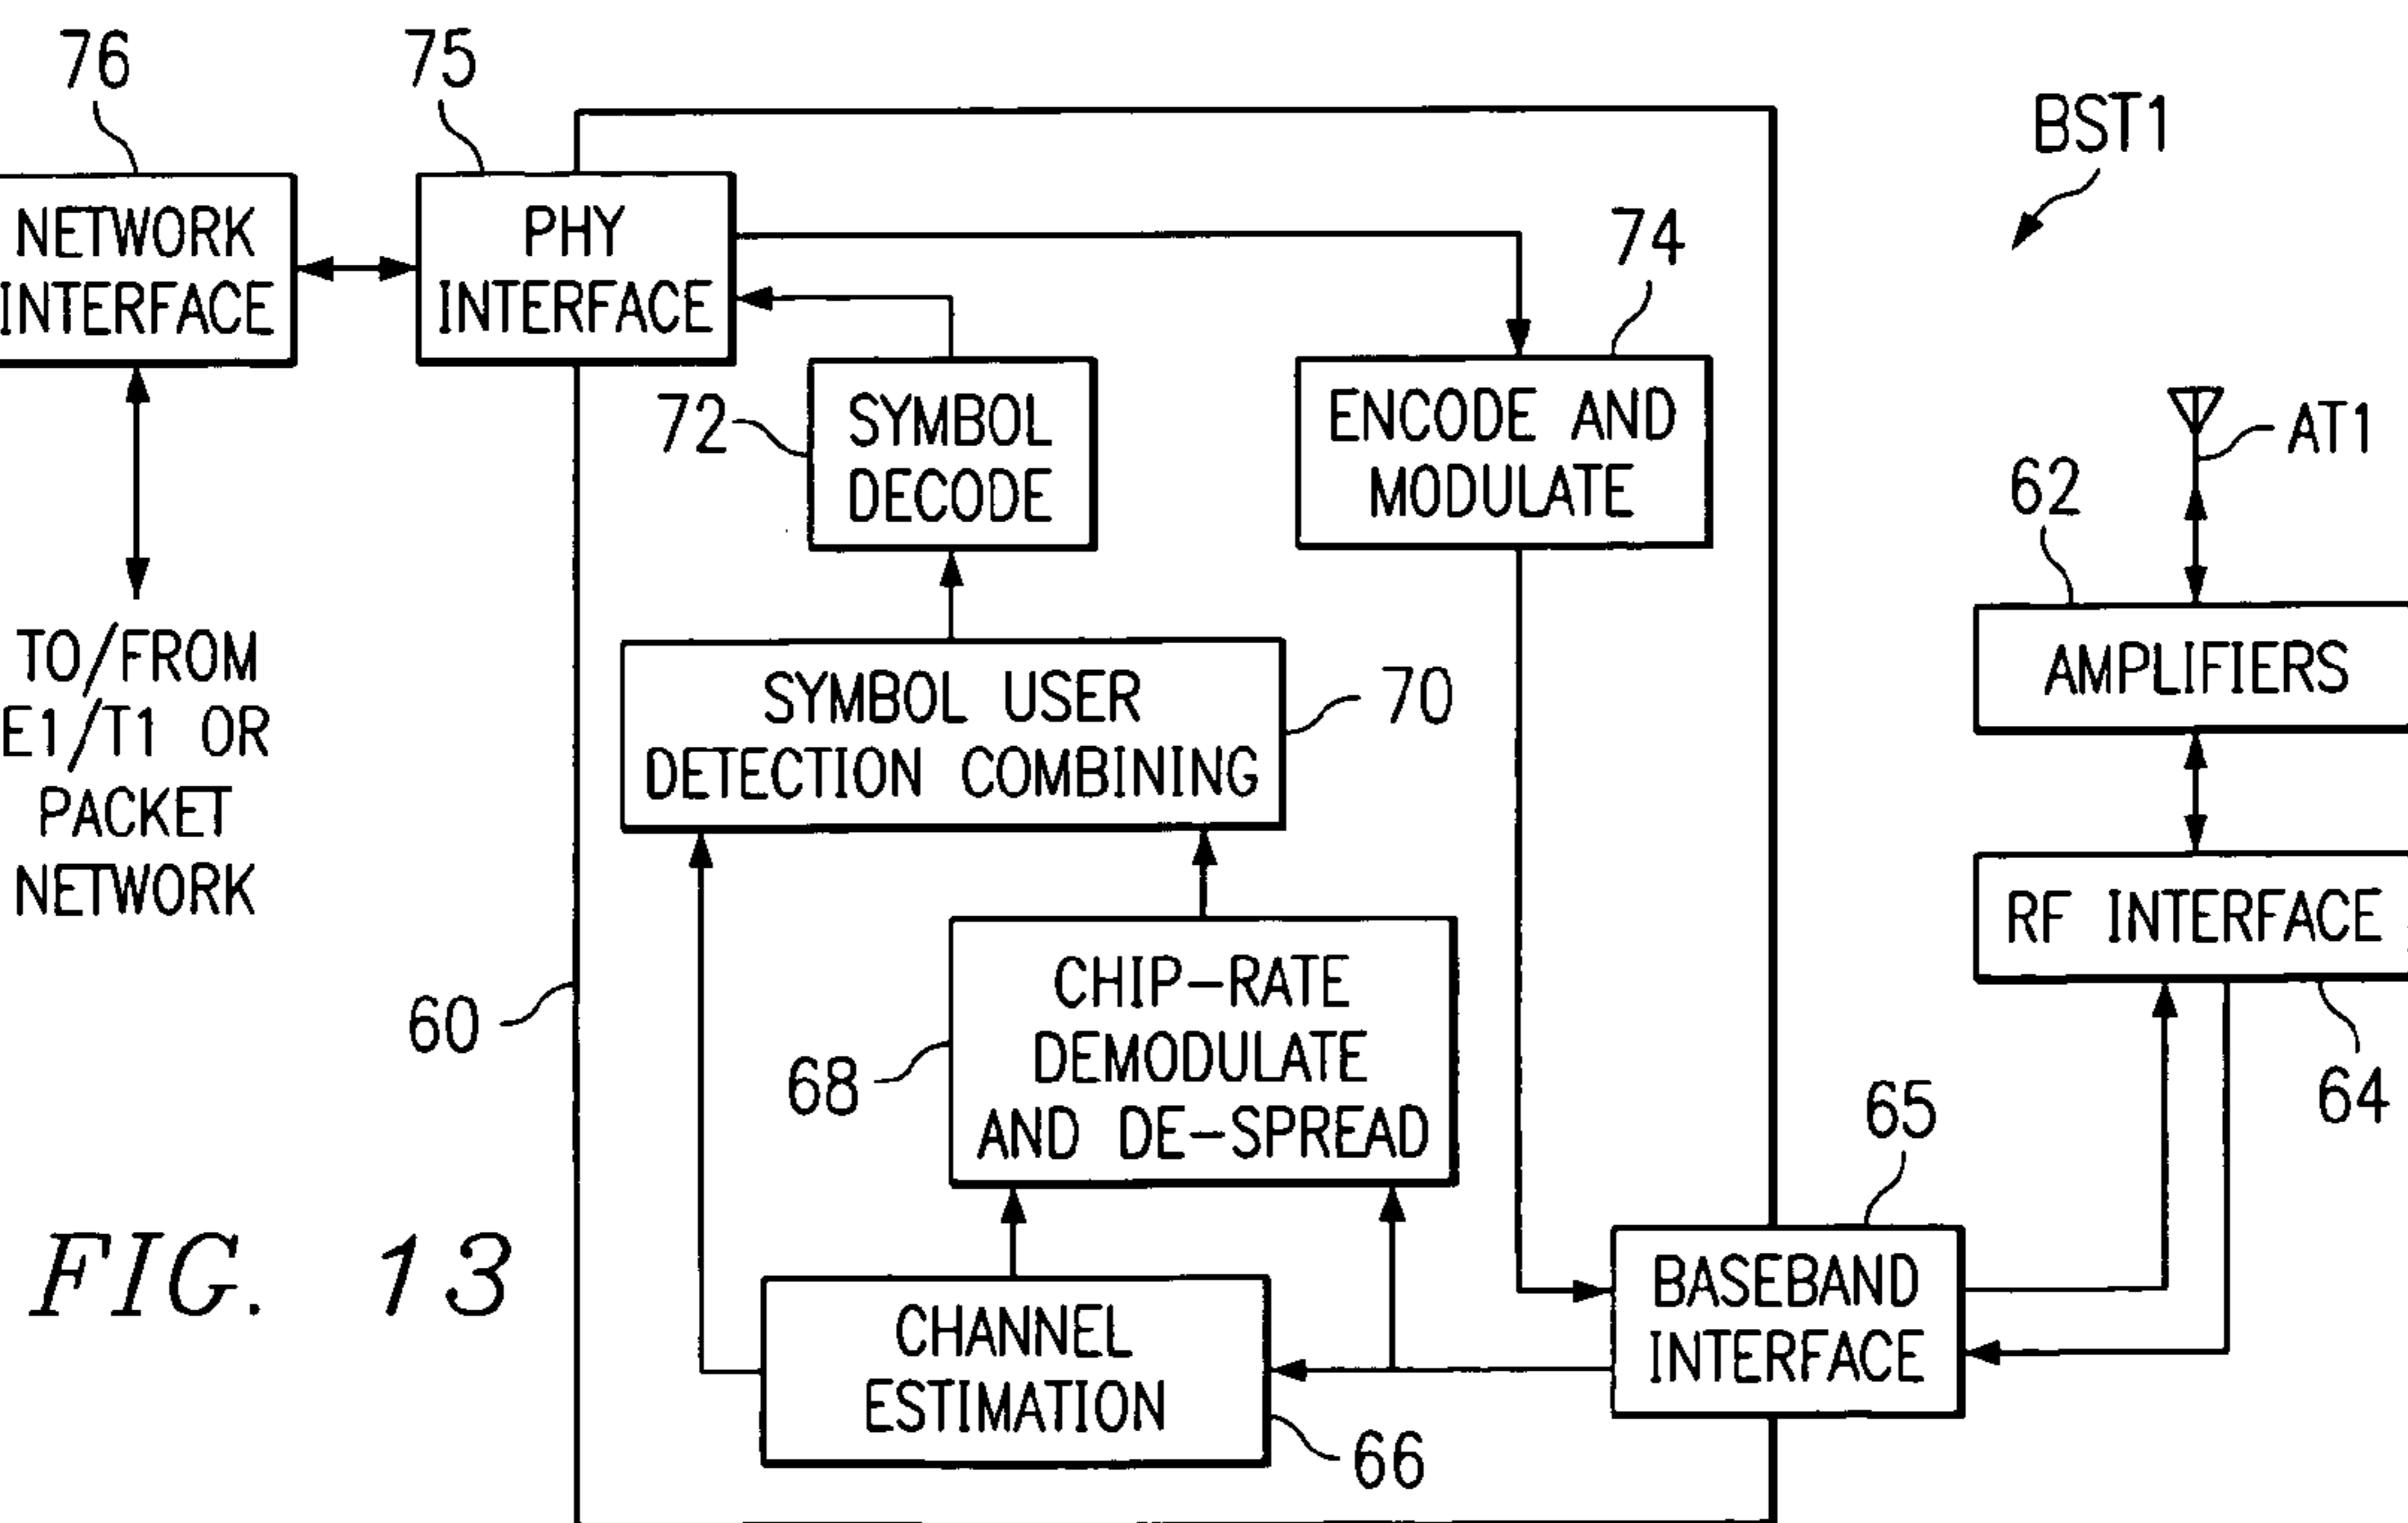 76
75
BST1
NETWORK
INTERFACE
PHY
INTERFACE
74
72
SYMBOL
DECODE
ENCODE AND
MODULATE
AT1
62
TO/FROM
E1/T1 OR
PACKET
NETWORK
SYMBOL USER
DETECTION COMBINING
70
AMPLIFIERS
RF INTERFACE
64
60
68
CHIP-RATE
DEMODULATE
AND DE-SPREAD
65
BASEBAND
INTERFACE
CHANNEL
ESTIMATION
66
FIG. 13